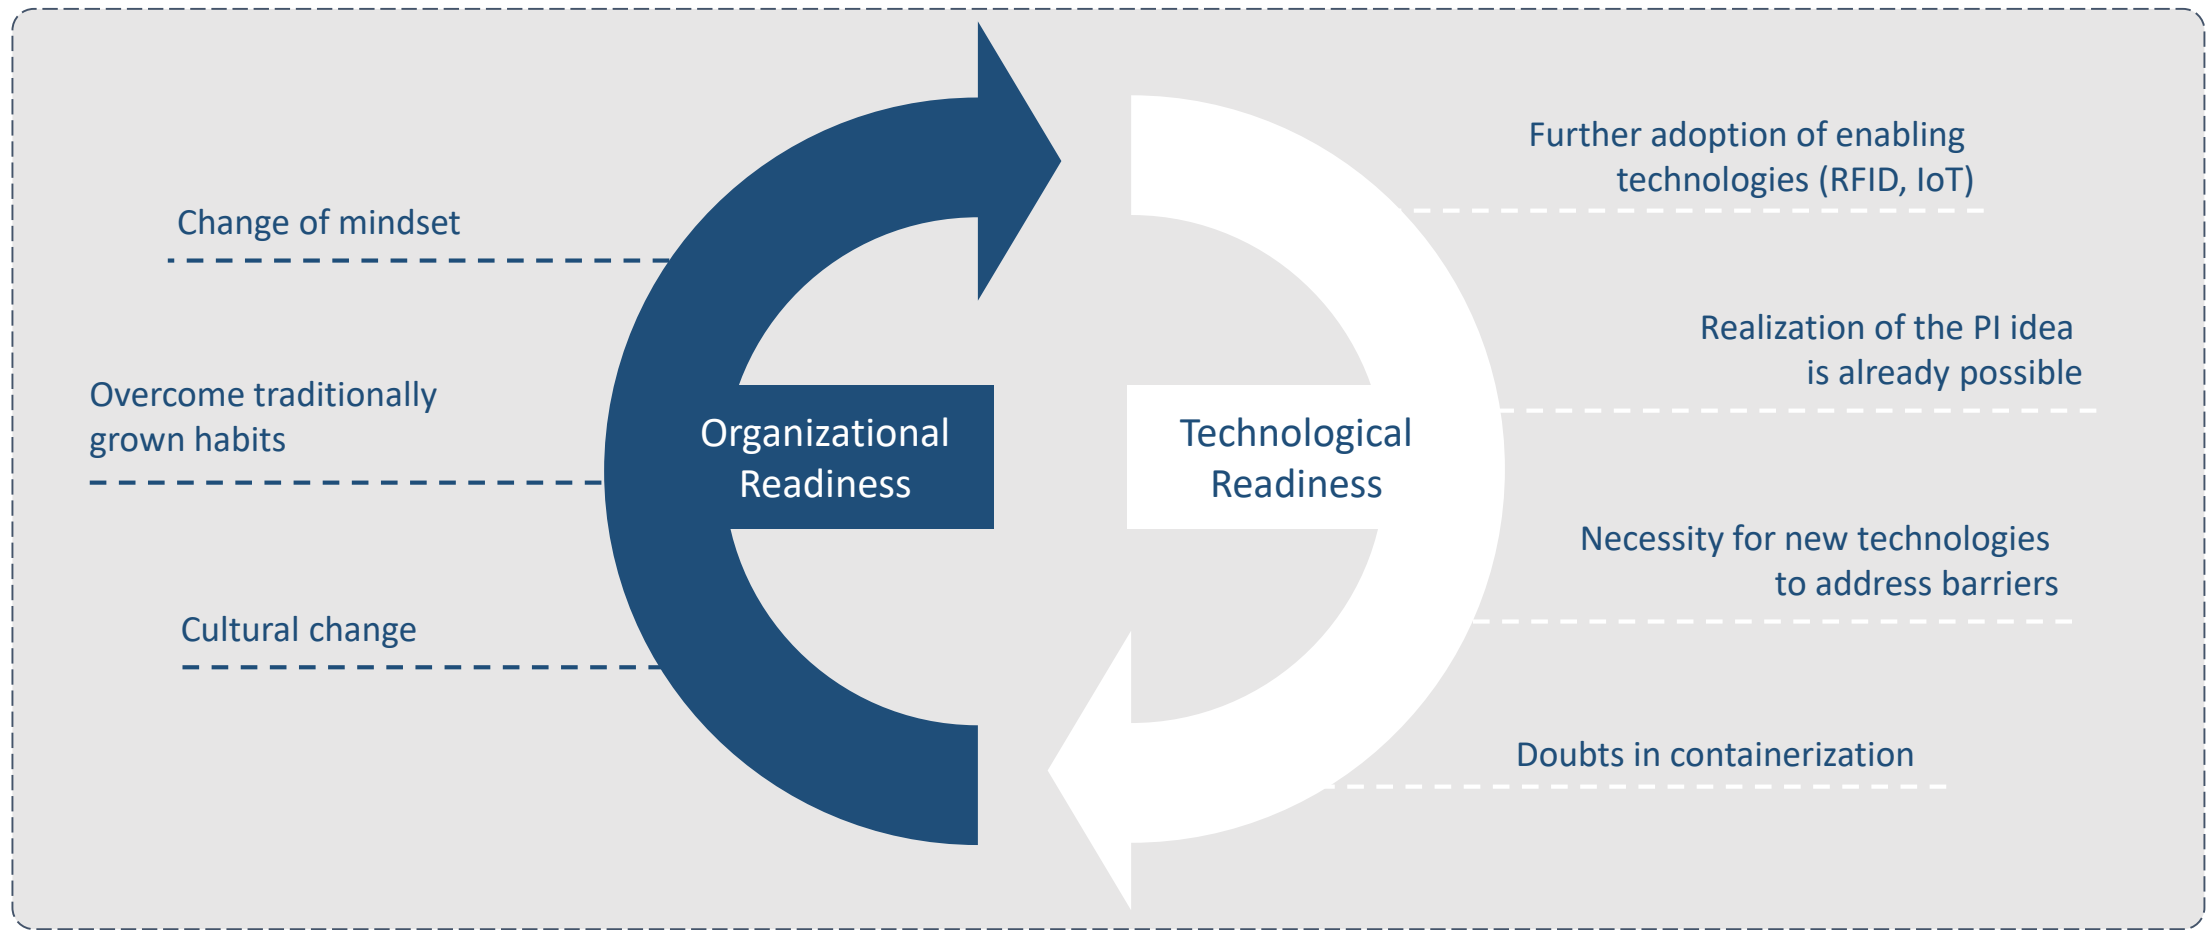 Change of mindset
Overcome traditionally
grown habits
Cultural change
Organizational
Readiness
Technological
Readiness
Further adoption of enabling
technologies (RFID, IoT)
Realization of the PI idea
is already possible
Necessity for new technologies
to address barriers
Doubts in containerization